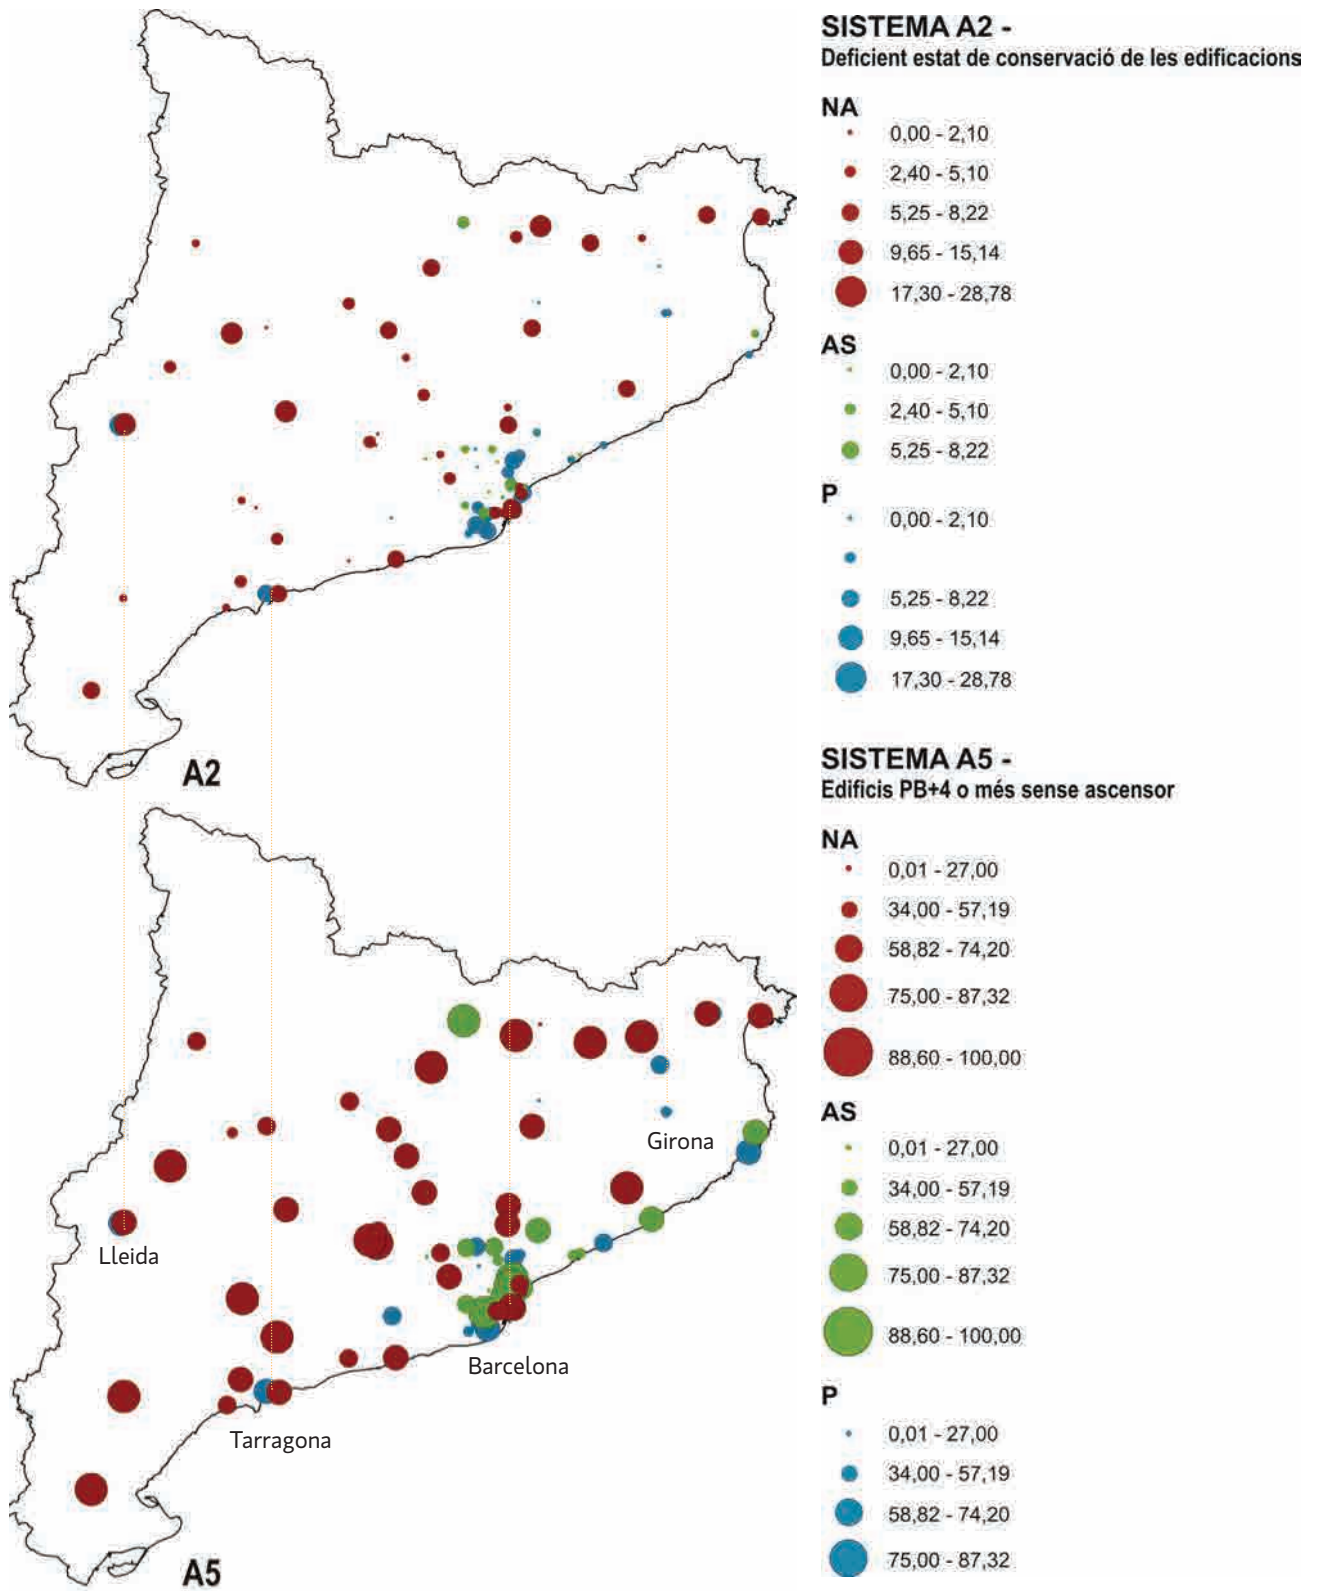 SISTEMA A2 -
Deficient estat de conservació de les edificacions
NA
0,00 - 2,10
2,40 - 5,10
5,25 - 8,22
9,65 - 15,14
17,30 - 28,78
AS
0,00 - 2,10
2,40 - 5,10
5,25 - 8,22
P
0,00 - 2,10
5,25 - 8,22
9,65 - 15,14
17,30 - 28,78
A2
SISTEMA A5 -
Edificis PB+4 o més sense ascensor
NA
0,01 - 27,00
34,00 - 57,19
58,82 - 74,20
75,00 - 87,32
88,60 - 100,00
AS
0,01 - 27,00
34,00 - 57,19
58,82 - 74,20
75,00 - 87,32
88,60 - 100,00
P
0,01 - 27,00
34,00 - 57,19
58,82 - 74,20
75,00 - 87,32
Girona
Lleida
Barcelona
Tarragona
A5